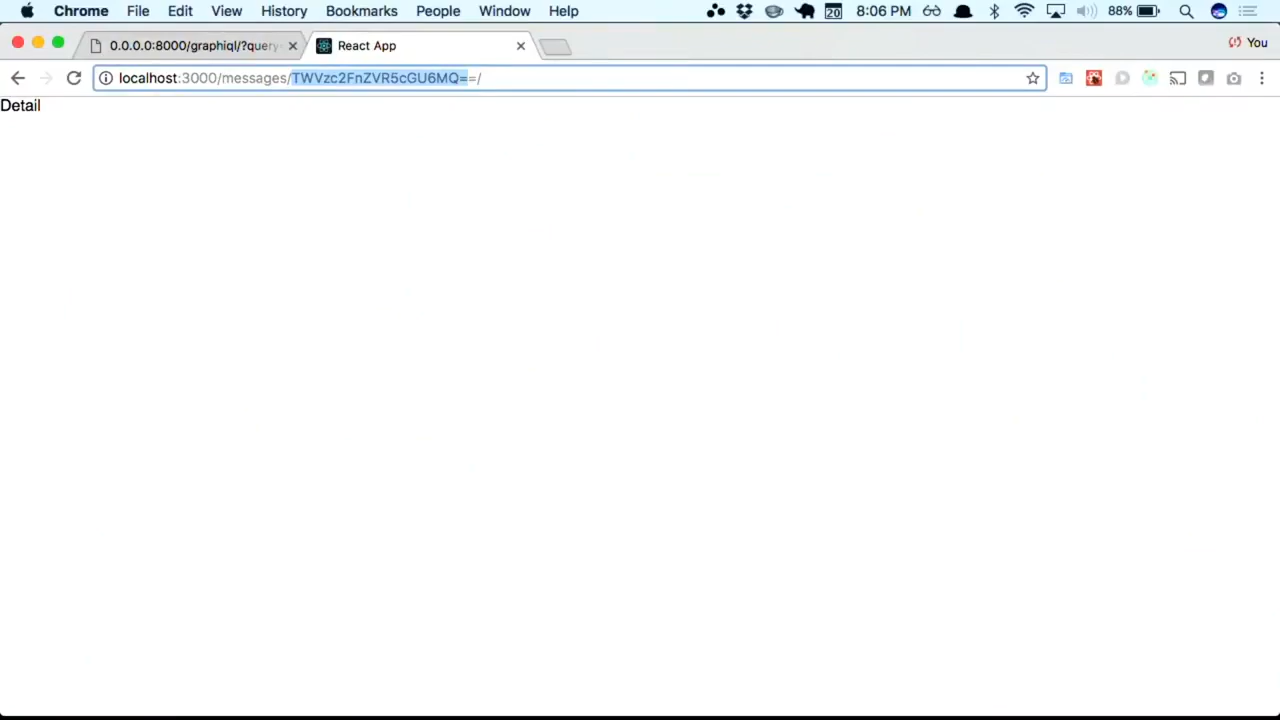 Chrome File Edit View History Bookmarks People Window Help 20 8:06 PM 88%
0.0.0.0:8000/graphiql/?query React App You
localhost:3000/messages/TWVzc2FnZVR5cGU6MQ==/
Detail